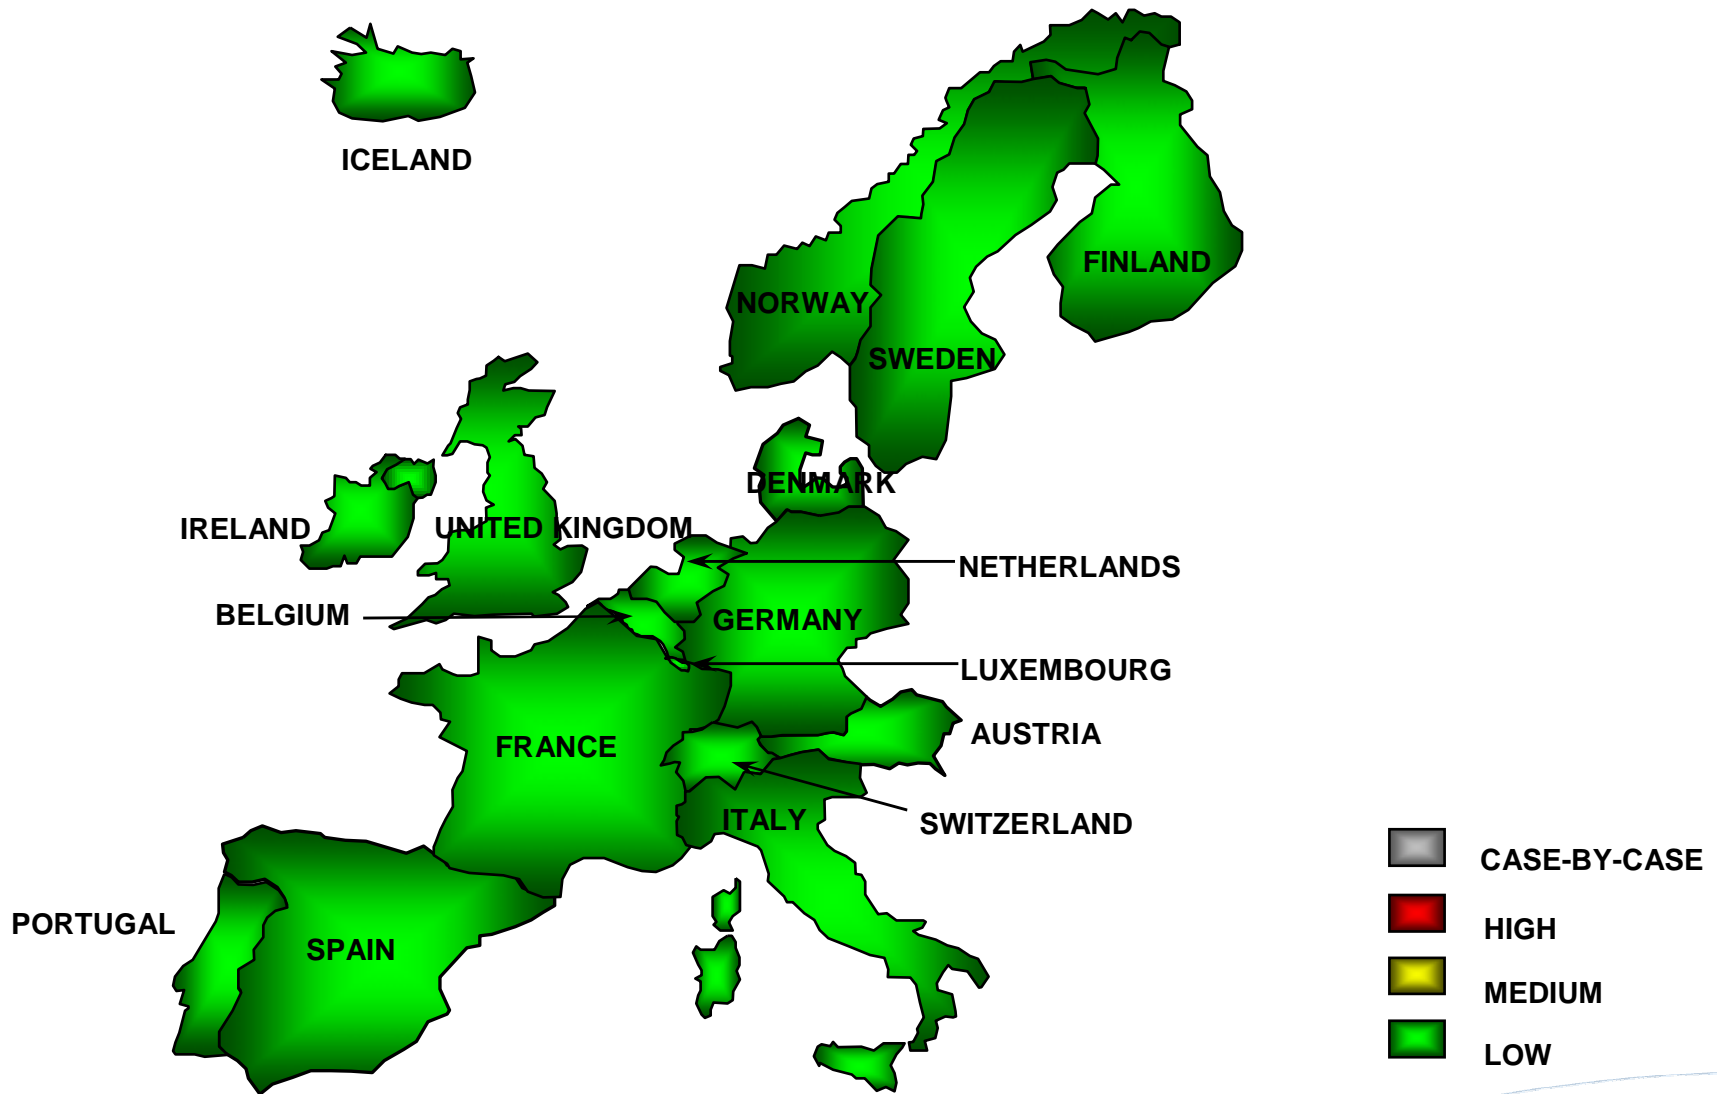 ICELAND
FINLAND
NORWAY
SWEDEN
DENMARK
IRELAND
UNITED KINGDOM
NETHERLANDS
BELGIUM
GERMANY
LUXEMBOURG
AUSTRIA
FRANCE
ITALY
SWITZERLAND
PORTUGAL
SPAIN
CASE-BY-CASE
HIGH
MEDIUM
LOW